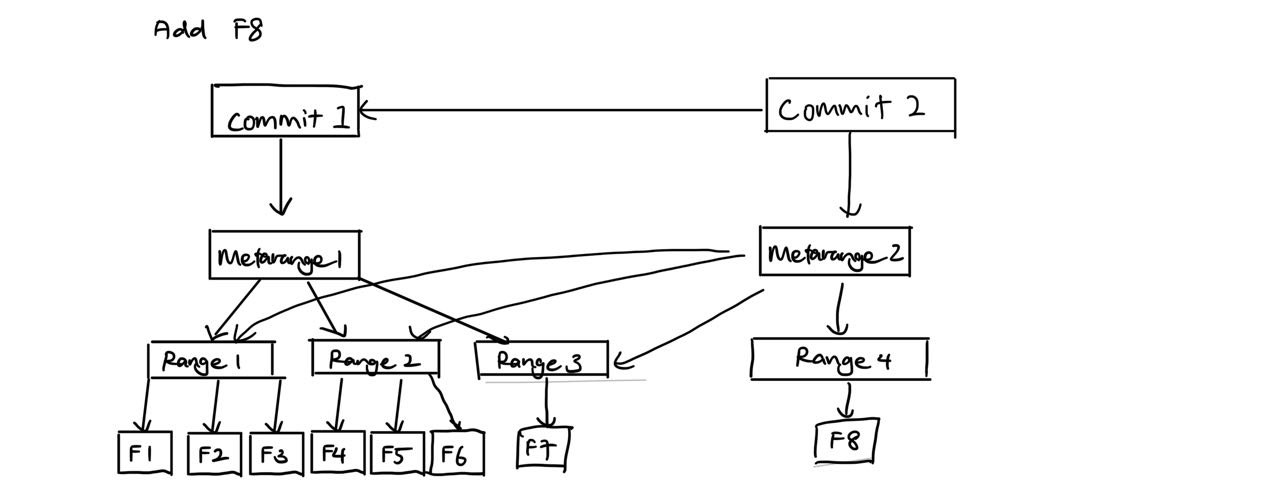 Add F8
Commit 1
Commit 2
Metarange 1
Metarange 2
Range 1
Range 2
Range 3
Range 4
F1
F2
F3
F4
F5
F6
F7
F8